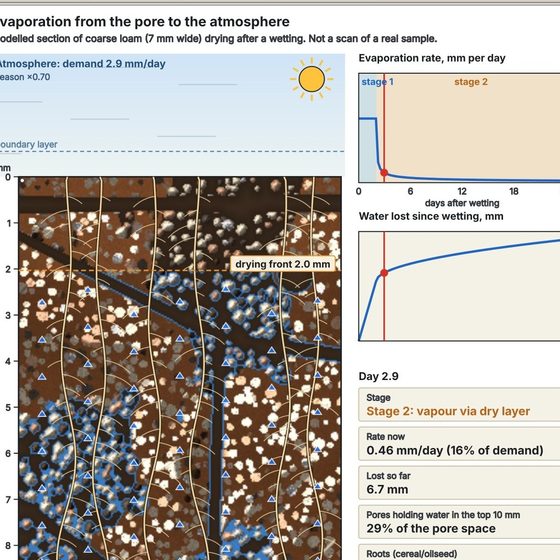 vaporation from the pore to the atmosphere
odelled section of coarse loam (7 mm wide) drying after a wetting. Not a scan of a real sample.
Atmosphere: demand 2.9 mm/day
eason ×0.70
oundary layer
mm
0
1
2
3
4
5
6
7
8
drying front 2.0 mm
Evaporation rate, mm per day
stage 1
stage 2
0 6 12 18
days after wetting
Water lost since wetting, mm
Day 2.9
Stage
Stage 2: vapour via dry layer
Rate now
0.46 mm/day (16% of demand)
Lost so far
6.7 mm
Pores holding water in the top 10 mm
29% of the pore space
Roots (cereal/oilseed)